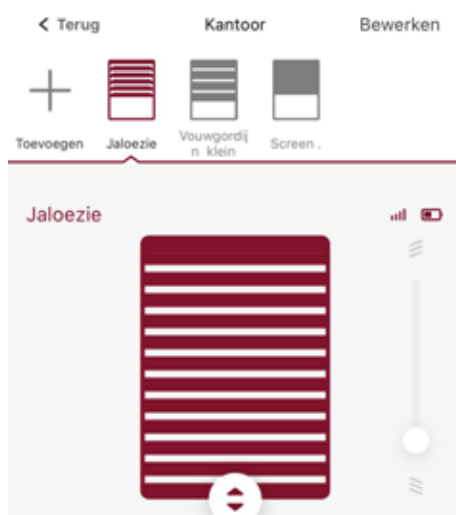 Terug
Kantoor
Bewerken
Toevoegen
Jaloezie
Vouwgordij
n klein
Screen .
Jaloezie